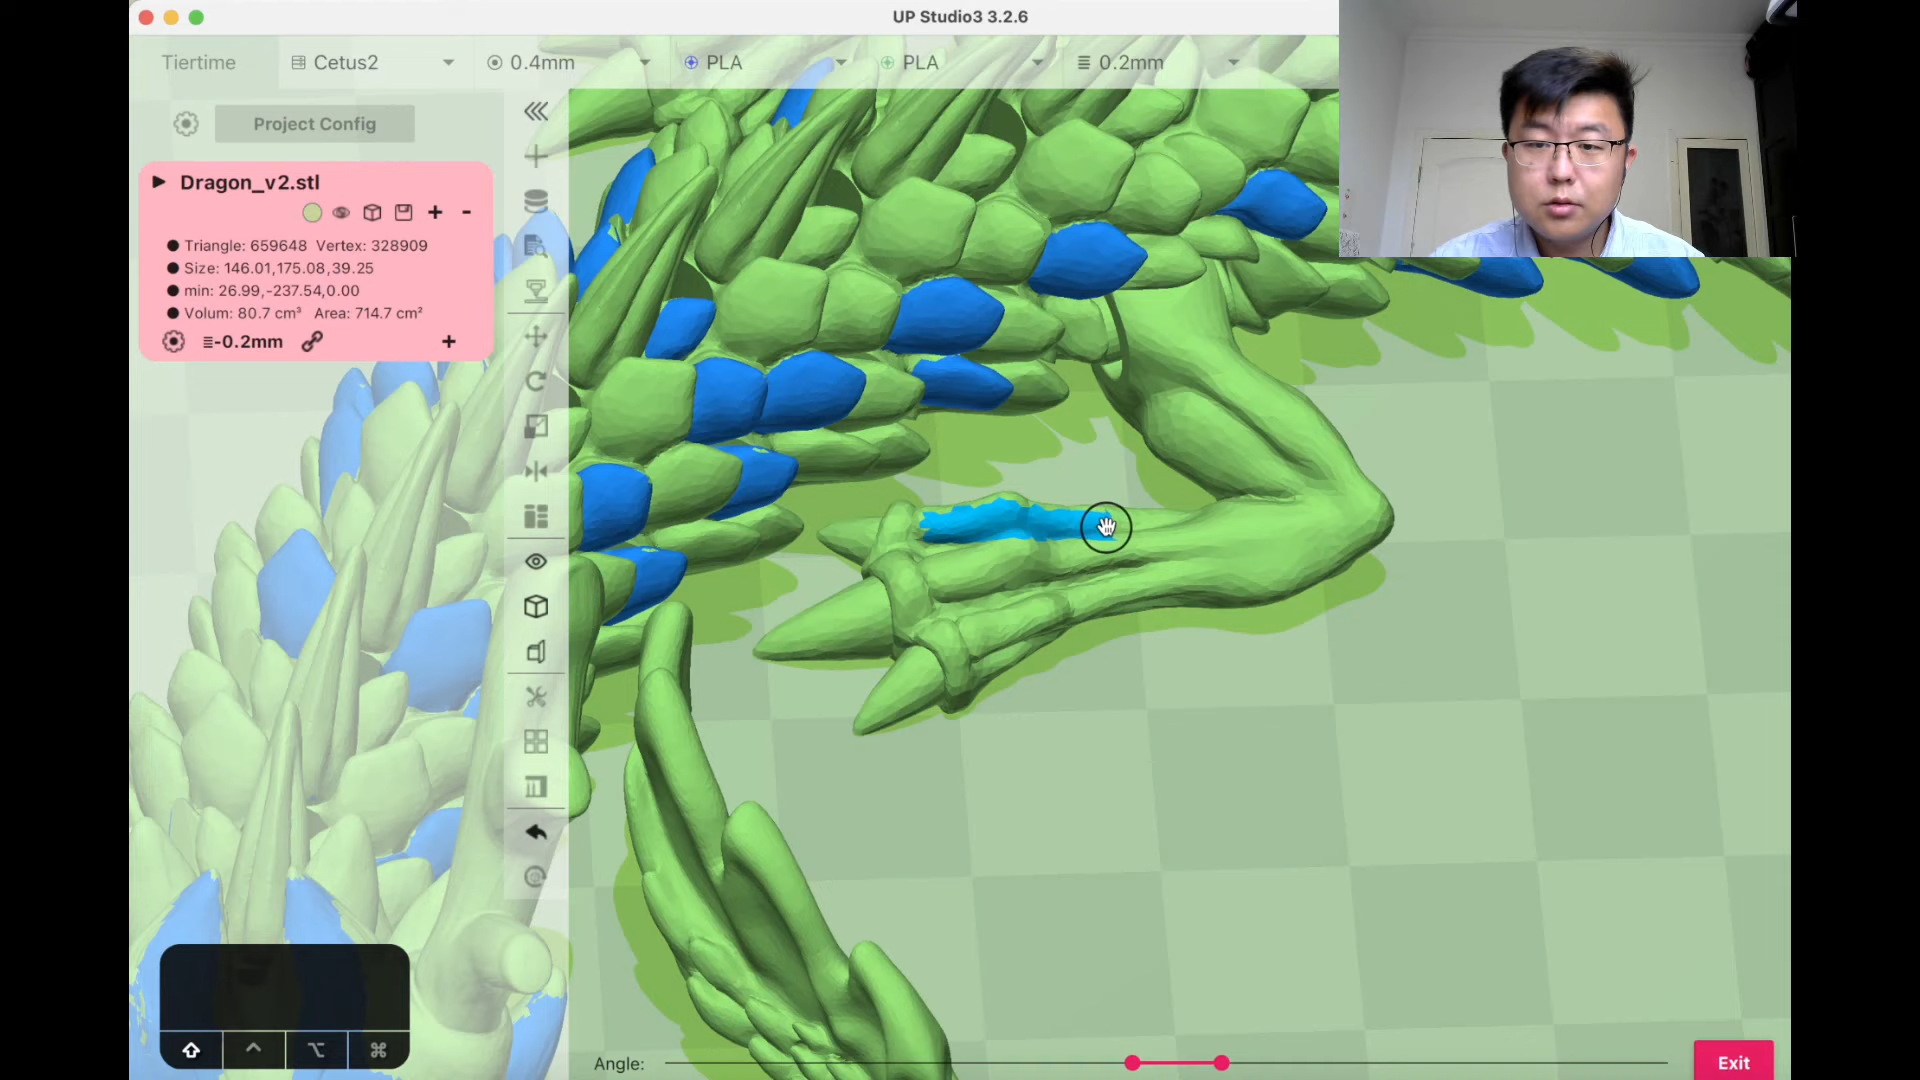 UP Studio3 3.2.6
Tiertime Cetus2 0.4mm PLA PLA 0.2mm
Project Config
Dragon_v2.stl
Triangle: 659648 Vertex: 328909
Size: 146.01,175.08,39.25
min: 26.99,-237.54,0.00
Volum: 80.7 cm³ Area: 714.7 cm²
-0.2mm
Angle:
Exit